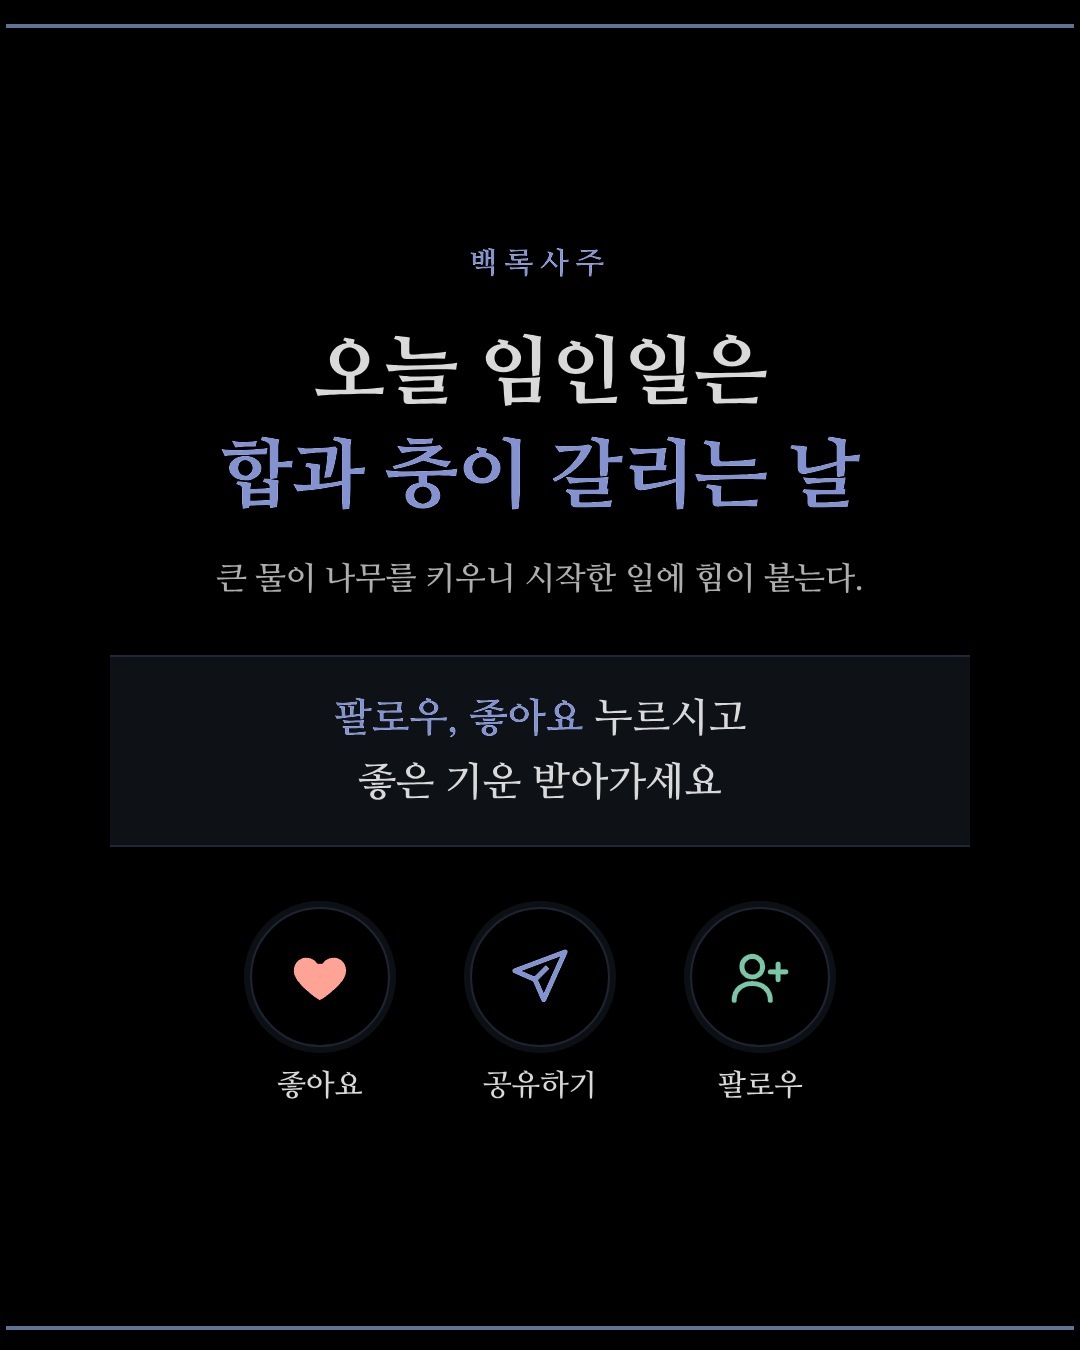 백록사주
오늘 임인일은
합과 충이 갈리는 날
큰 물이 나무를 키우니 시작한 일에 힘이 붙는다.
팔로우, 좋아요 누르시고
좋은 기운 받아가세요
좋아요 공유하기 팔로우